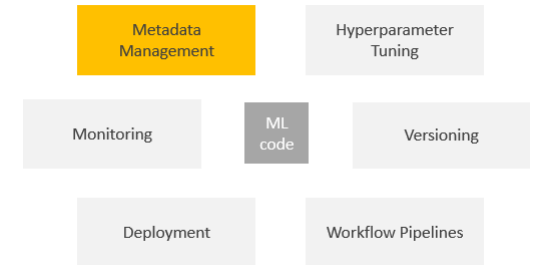 Metadata
Management
Hyperparameter
Tuning
Monitoring
ML
code
Versioning
Deployment
Workflow Pipelines